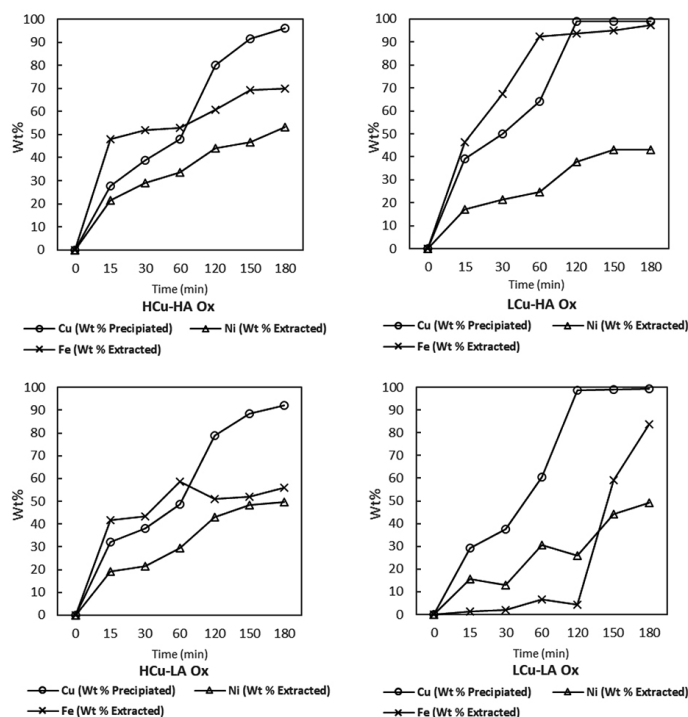 100
90
80
70
60
50
40
30
20
10
0
Wt%
0 15 30 60 120 150 180
Time (min)
HCu-HA Ox
Cu (Wt % Precipiated) Ni (Wt % Extracted)
Fe (Wt % Extracted)
100
90
80
70
60
50
40
30
20
10
0
Wt%
0 15 30 60 120 150 180
Time (min)
LCu-HA Ox
Cu (Wt % Precipiated) Ni (Wt % Extracted)
Fe (Wt % Extracted)
100
90
80
70
60
50
40
30
20
10
0
Wt%
0 15 30 60 120 150 180
Time (min)
HCu-LA Ox
Cu (Wt % Precipiated) Ni (Wt % Extracted)
Fe (Wt % Extracted)
100
90
80
70
60
50
40
30
20
10
0
Wt%
0 15 30 60 120 150 180
Time (min)
LCu-LA Ox
Cu (Wt % Precipiated) Ni (Wt % Extracted)
Fe (Wt % Extracted)